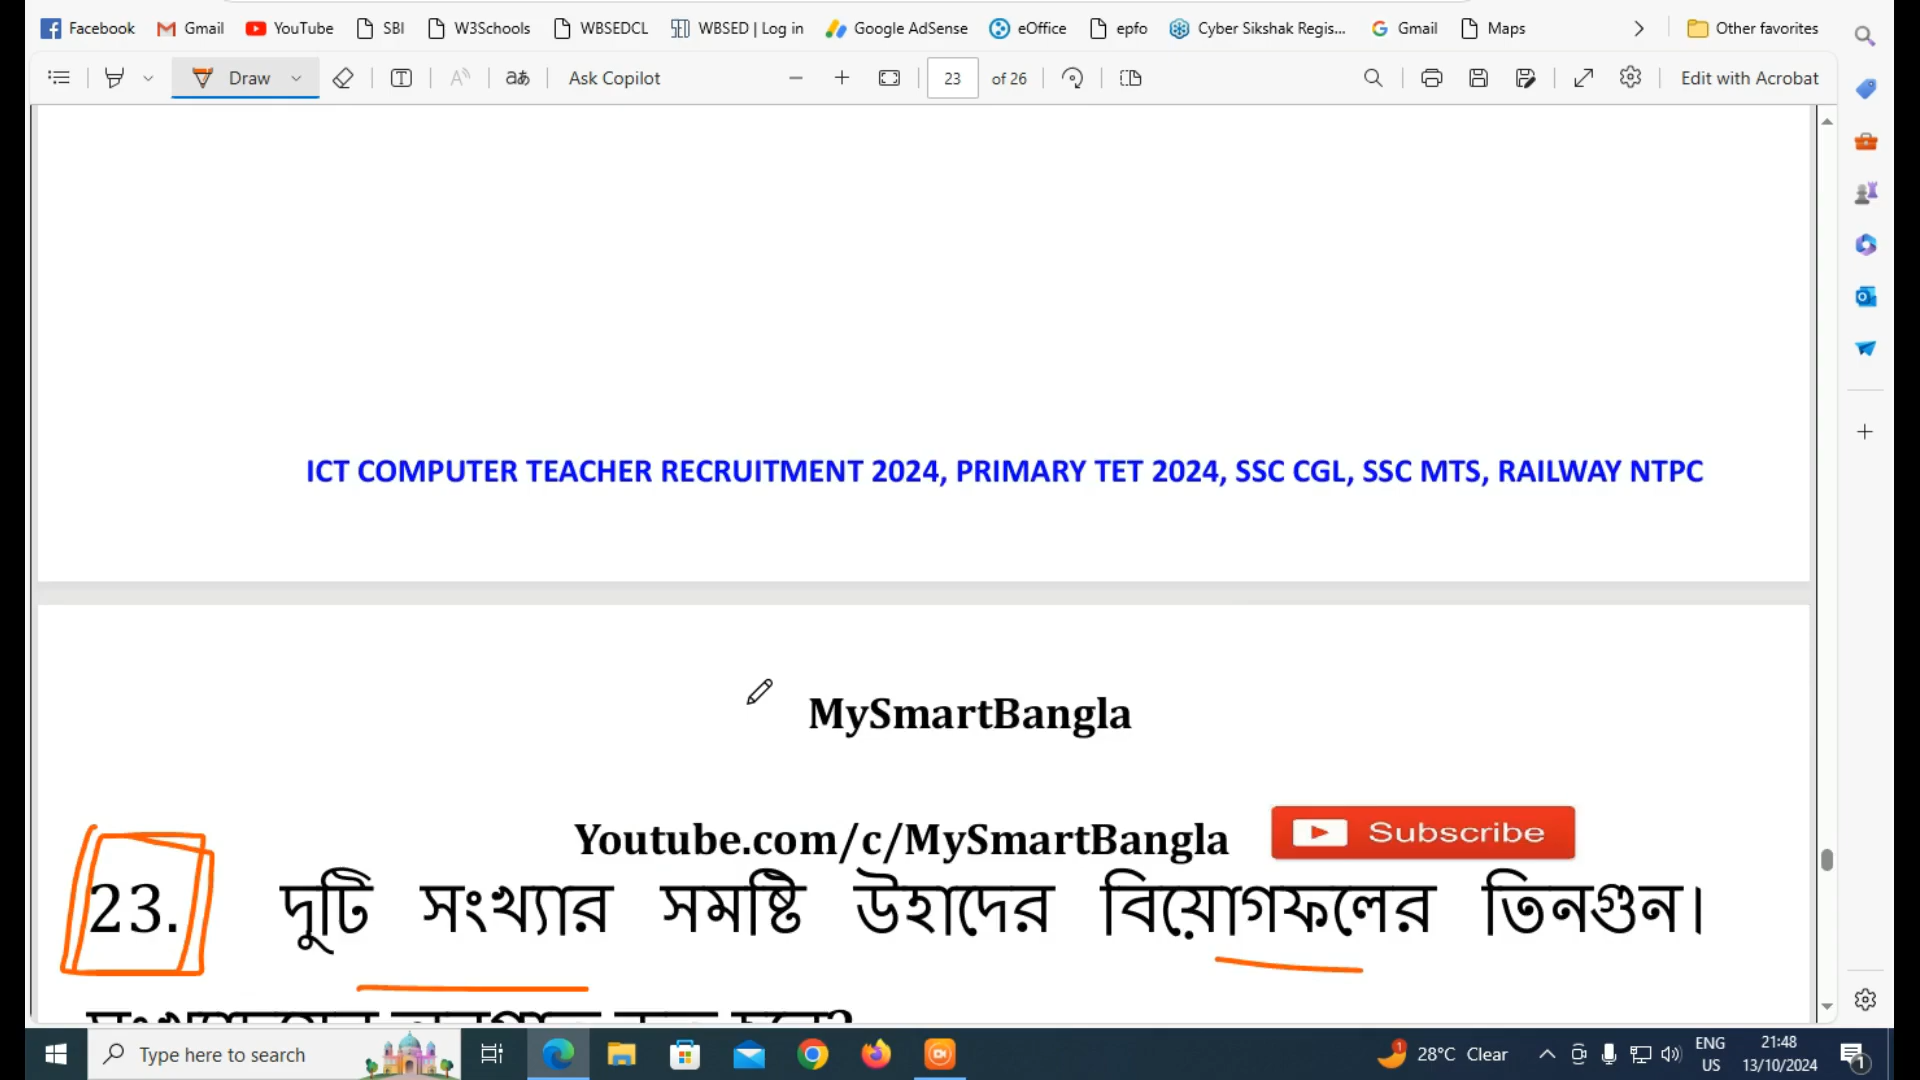 Facebook Gmail YouTube SBI W3Schools WBSEDCL WBSED | Log in Google AdSense eOffice epfo Cyber Sikshak Regis... Gmail Maps Other favorites
Draw T A aあ Ask Copilot 23 of 26 Edit with Acrobat
ICT COMPUTER TEACHER RECRUITMENT 2024, PRIMARY TET 2024, SSC CGL, SSC MTS, RAILWAY NTPC
MySmartBangla
Youtube.com/c/MySmartBangla Subscribe
23. দুটি সংখ্যার সমষ্টি উহাদের বিয়োগফলের তিনগুন।
Type here to search 28°C Clear ENG US 21:48 13/10/2024 1